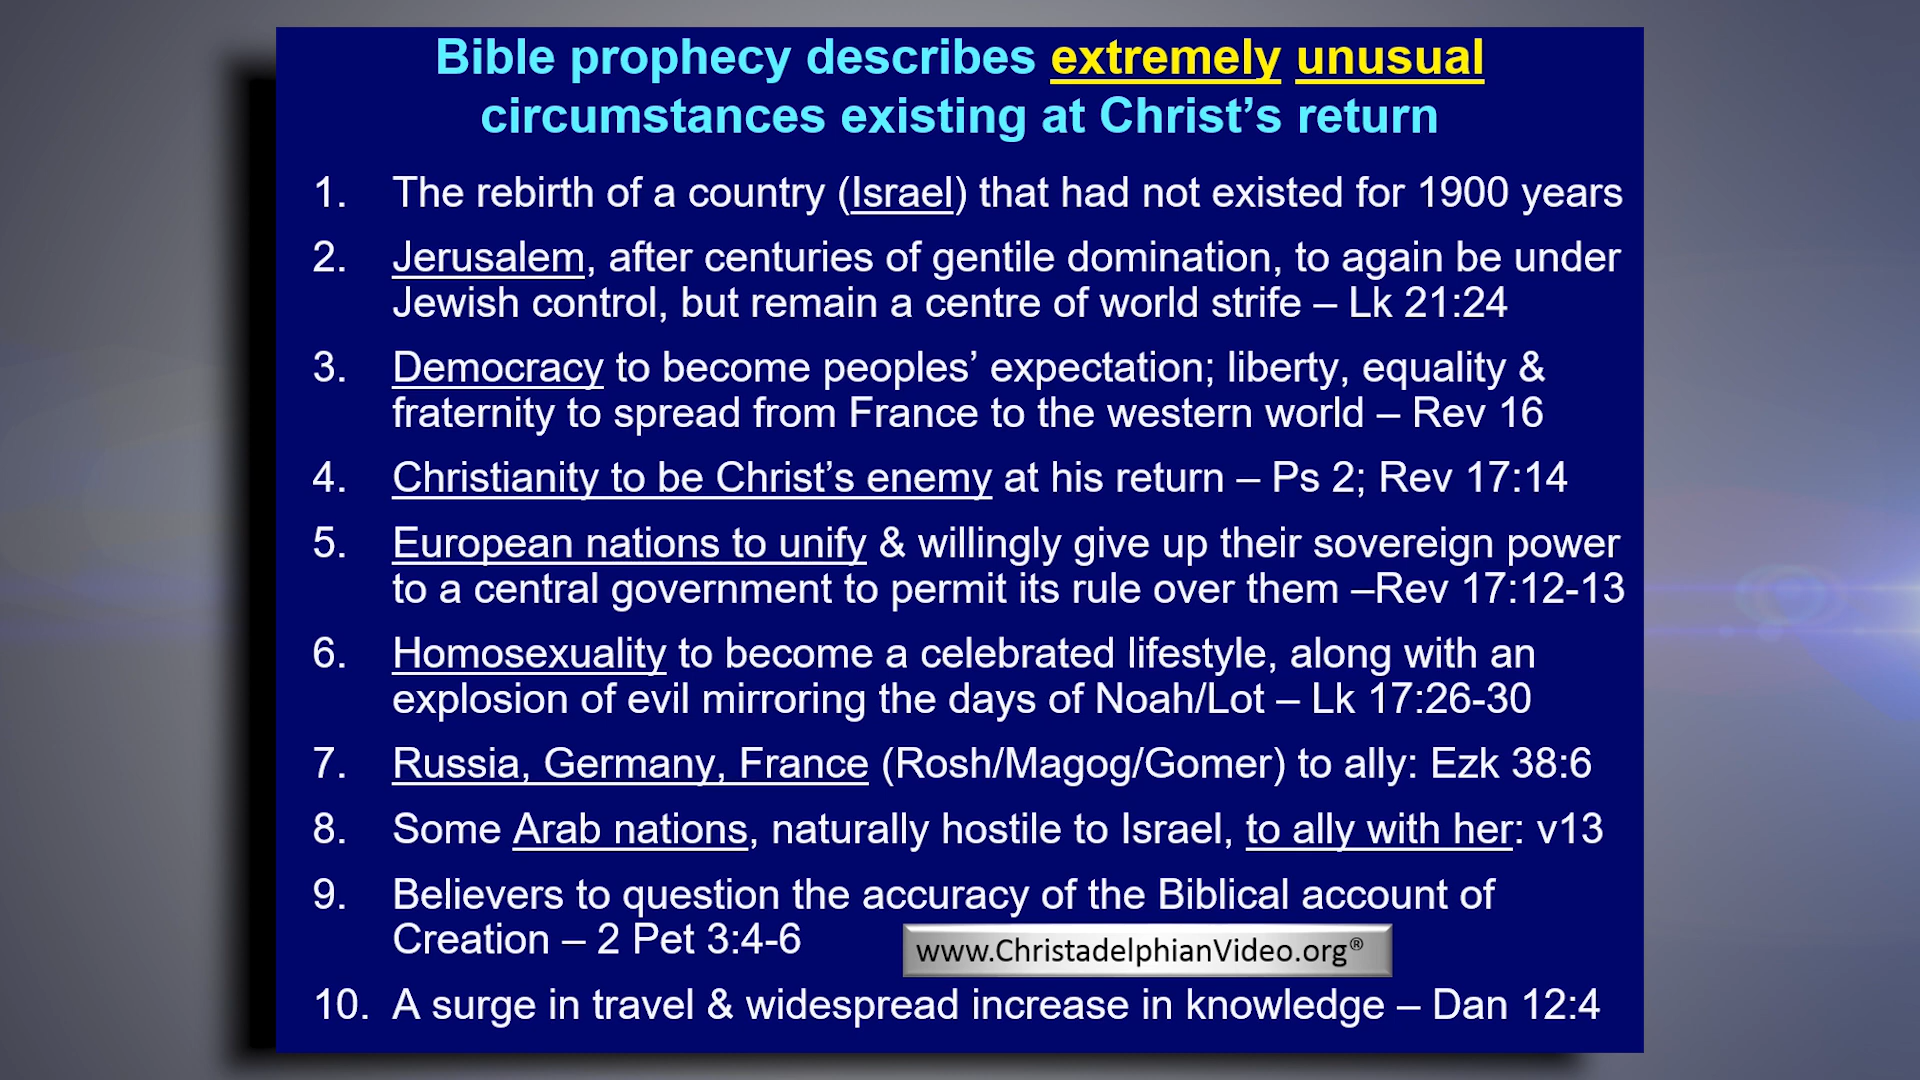 Bible prophecy describes extremely unusual
circumstances existing at Christ’s return
1. The rebirth of a country (Israel) that had not existed for 1900 years
2. Jerusalem, after centuries of gentile domination, to again be under
Jewish control, but remain a centre of world strife – Lk 21:24
3. Democracy to become peoples’ expectation; liberty, equality &
fraternity to spread from France to the western world – Rev 16
4. Christianity to be Christ’s enemy at his return – Ps 2; Rev 17:14
5. European nations to unify & willingly give up their sovereign power
to a central government to permit its rule over them –Rev 17:12-13
6. Homosexuality to become a celebrated lifestyle, along with an
explosion of evil mirroring the days of Noah/Lot – Lk 17:26-30
7. Russia, Germany, France (Rosh/Magog/Gomer) to ally: Ezk 38:6
8. Some Arab nations, naturally hostile to Israel, to ally with her: v13
9. Believers to question the accuracy of the Biblical account of
Creation – 2 Pet 3:4-6
www.ChristadelphianVideo.org®
10. A surge in travel & widespread increase in knowledge – Dan 12:4